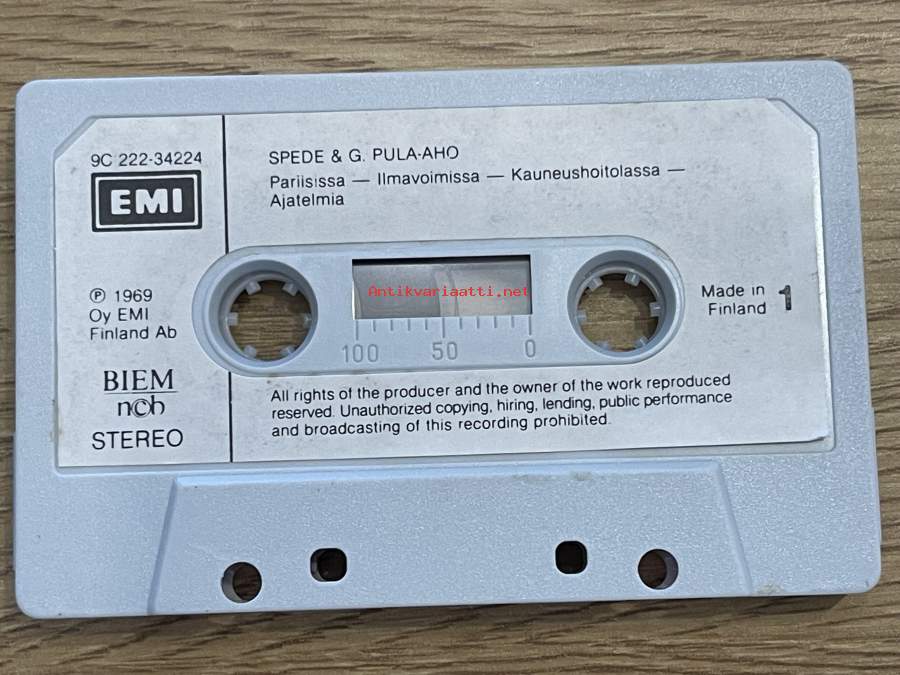 9C 222-34224
EMI
℗ 1969
Oy EMI
Finland Ab
BIEM
n©b
STEREO
SPEDE & G. PULA-AHO
Pariisissa — Ilmavoimissa — Kauneushoitolassa —
Ajatelmia
Antikvariaatti.net
100 50 0
Made in
Finland
1
All rights of the producer and the owner of the work reproduced
reserved. Unauthorized copying, hiring, lending, public performance
and broadcasting of this recording prohibited.